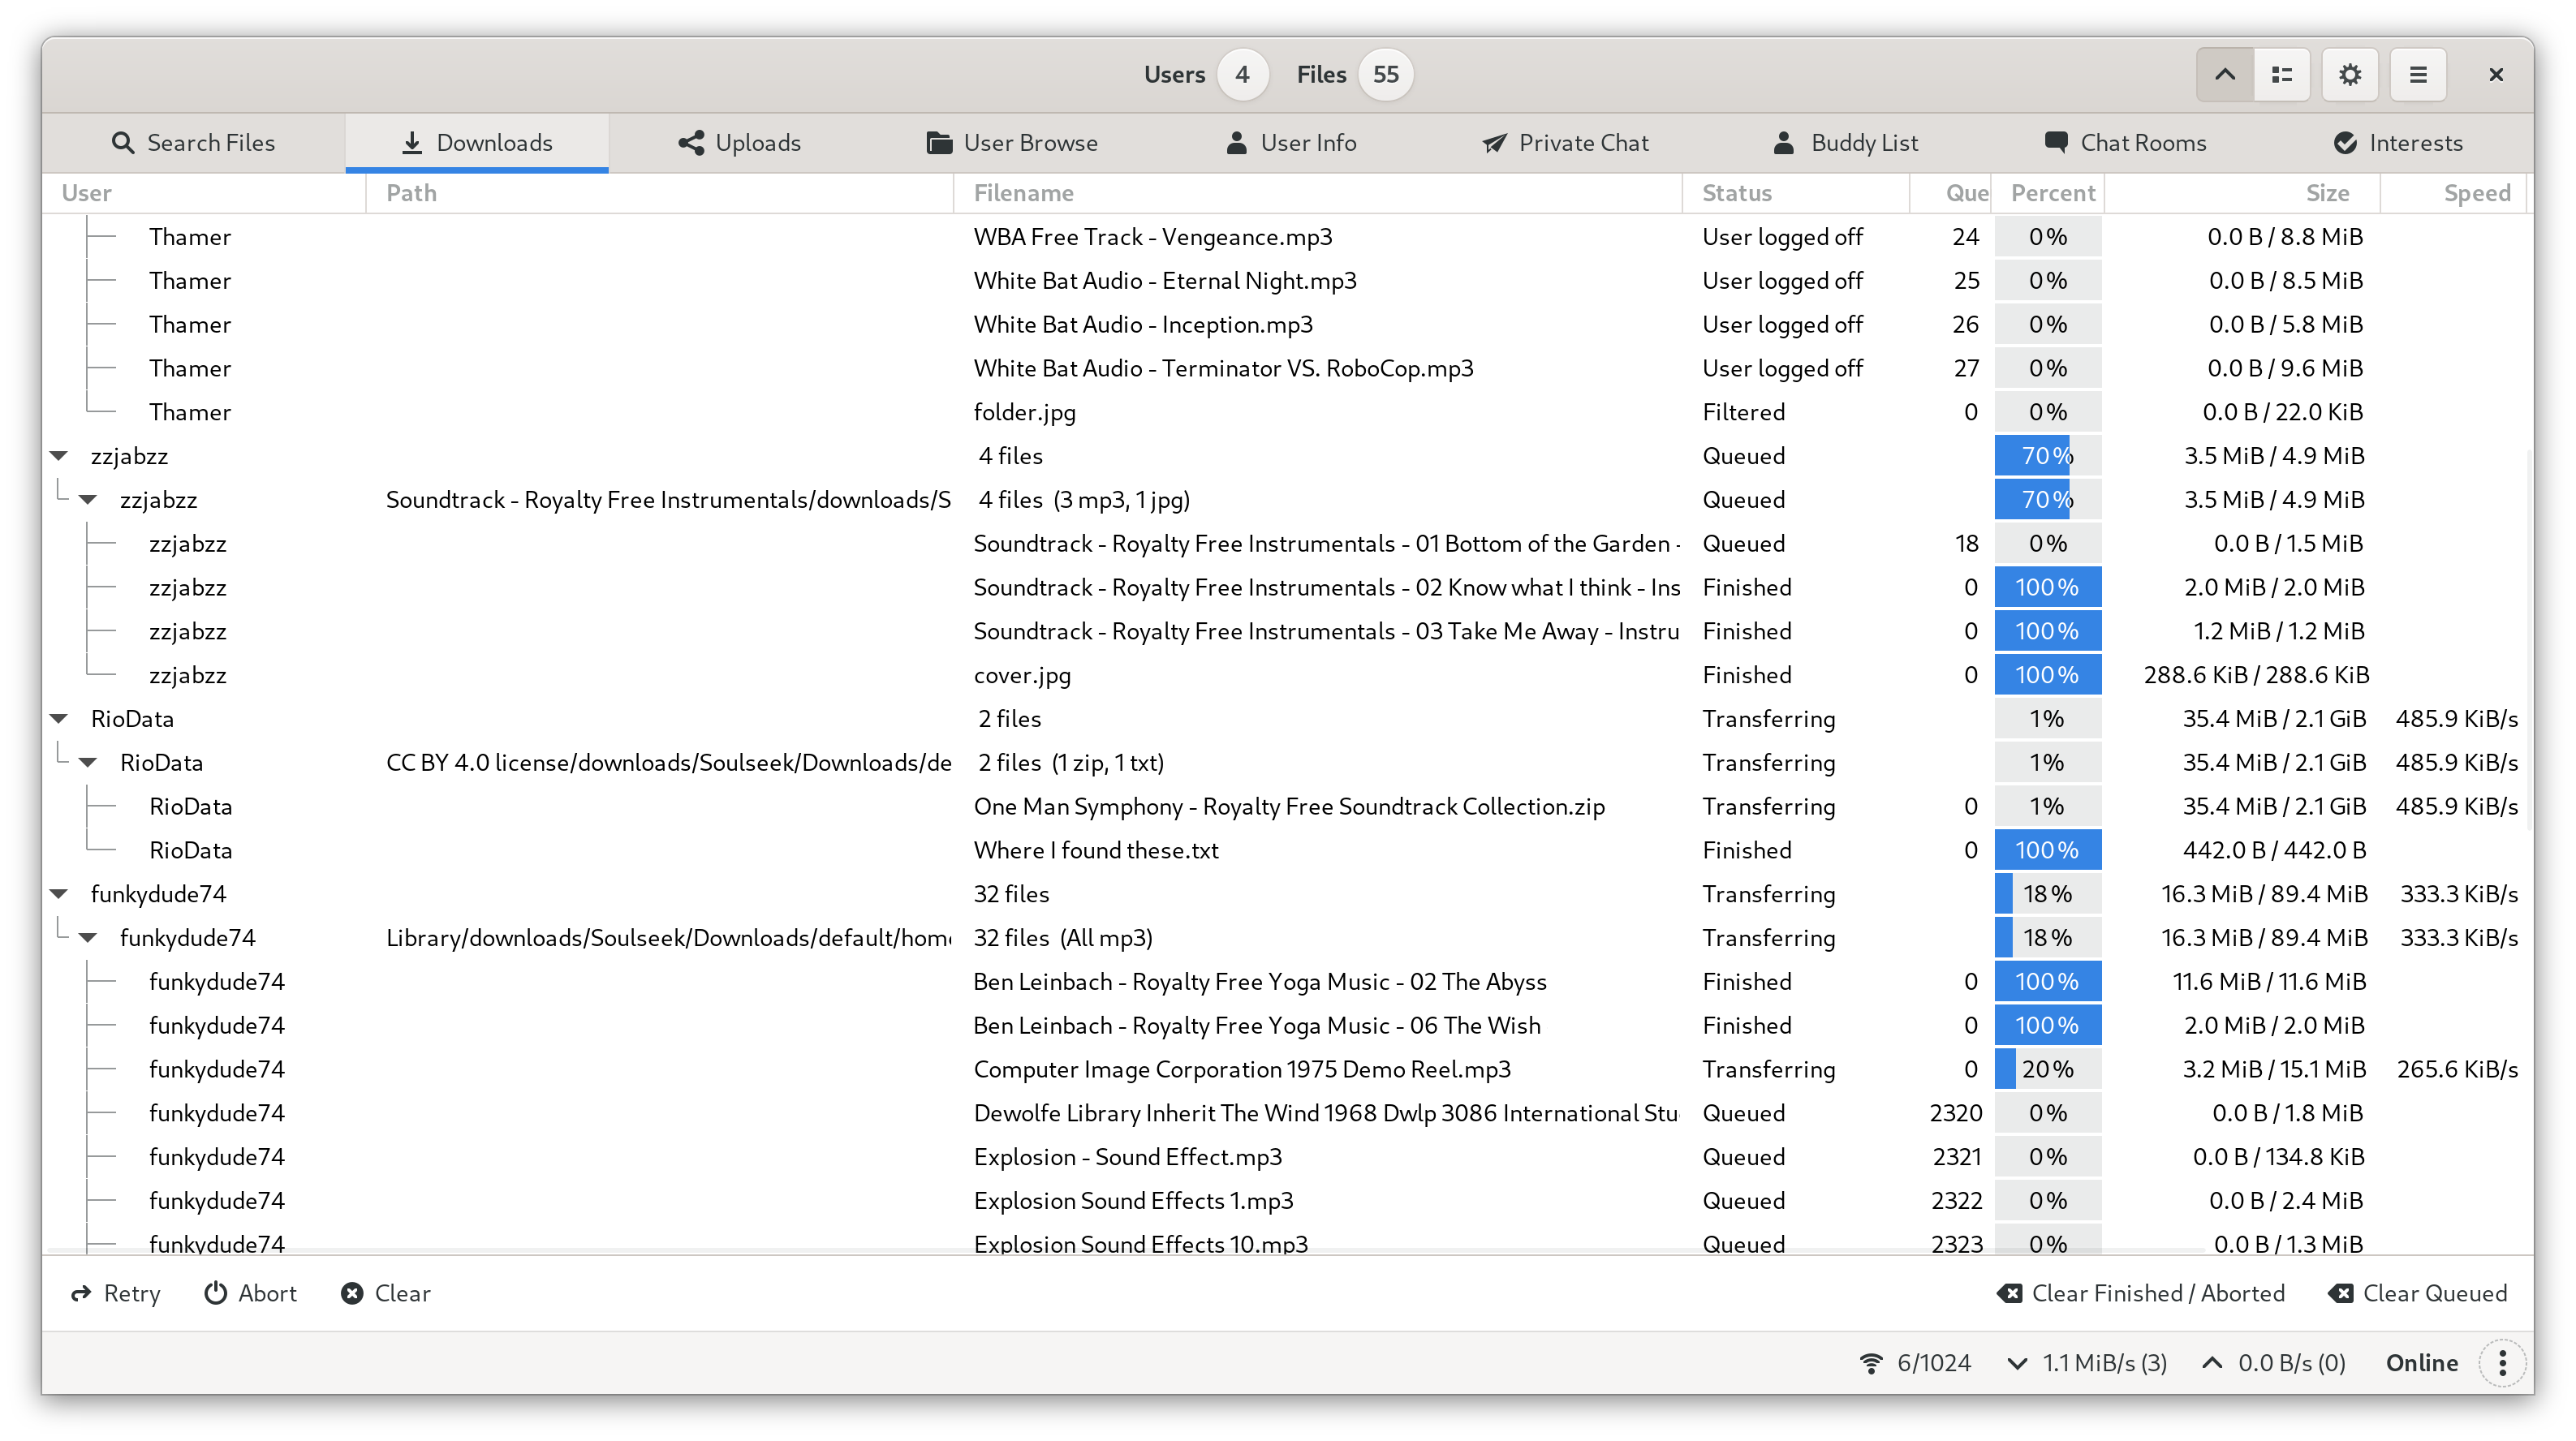 Users 4 Files 55
Search Files Downloads Uploads User Browse User Info Private Chat Buddy List Chat Rooms Interests
User Path Filename Status Que Percent Size Speed
Thamer WBA Free Track - Vengeance.mp3 User logged off 24 0% 0.0 B / 8.8 MiB
Thamer White Bat Audio - Eternal Night.mp3 User logged off 25 0% 0.0 B / 8.5 MiB
Thamer White Bat Audio - Inception.mp3 User logged off 26 0% 0.0 B / 5.8 MiB
Thamer White Bat Audio - Terminator VS. RoboCop.mp3 User logged off 27 0% 0.0 B / 9.6 MiB
Thamer folder.jpg Filtered 0 0% 0.0 B / 22.0 KiB
zzjabzz 4 files Queued 70% 3.5 MiB / 4.9 MiB
zzjabzz Soundtrack - Royalty Free Instrumentals/downloads/S 4 files (3 mp3, 1 jpg) Queued 70% 3.5 MiB / 4.9 MiB
zzjabzz Soundtrack - Royalty Free Instrumentals - 01 Bottom of the Garden - Queued 18 0% 0.0 B / 1.5 MiB
zzjabzz Soundtrack - Royalty Free Instrumentals - 02 Know what I think - Ins Finished 0 100% 2.0 MiB / 2.0 MiB
zzjabzz Soundtrack - Royalty Free Instrumentals - 03 Take Me Away - Instru Finished 0 100% 1.2 MiB / 1.2 MiB
zzjabzz cover.jpg Finished 0 100% 288.6 KiB / 288.6 KiB
RioData 2 files Transferring 1% 35.4 MiB / 2.1 GiB 485.9 KiB/s
RioData CC BY 4.0 license/downloads/Soulseek/Downloads/de 2 files (1 zip, 1 txt) Transferring 1% 35.4 MiB / 2.1 GiB 485.9 KiB/s
RioData One Man Symphony - Royalty Free Soundtrack Collection.zip Transferring 0 1% 35.4 MiB / 2.1 GiB 485.9 KiB/s
RioData Where I found these.txt Finished 0 100% 442.0 B / 442.0 B
funkydude74 32 files Transferring 18% 16.3 MiB / 89.4 MiB 333.3 KiB/s
funkydude74 Library/downloads/Soulseek/Downloads/default/hom 32 files (All mp3) Transferring 18% 16.3 MiB / 89.4 MiB 333.3 KiB/s
funkydude74 Ben Leinbach - Royalty Free Yoga Music - 02 The Abyss Finished 0 100% 11.6 MiB / 11.6 MiB
funkydude74 Ben Leinbach - Royalty Free Yoga Music - 06 The Wish Finished 0 100% 2.0 MiB / 2.0 MiB
funkydude74 Computer Image Corporation 1975 Demo Reel.mp3 Transferring 0 20% 3.2 MiB / 15.1 MiB 265.6 KiB/s
funkydude74 Dewolfe Library Inherit The Wind 1968 Dwlp 3086 International Stu Queued 2320 0% 0.0 B / 1.8 MiB
funkydude74 Explosion - Sound Effect.mp3 Queued 2321 0% 0.0 B / 134.8 KiB
funkydude74 Explosion Sound Effects 1.mp3 Queued 2322 0% 0.0 B / 2.4 MiB
funkydude74 Explosion Sound Effects 10.mp3 Queued 2323 0% 0.0 B / 1.3 MiB
Retry Abort Clear Clear Finished / Aborted Clear Queued
6/1024 1.1 MiB/s (3) 0.0 B/s (0) Online